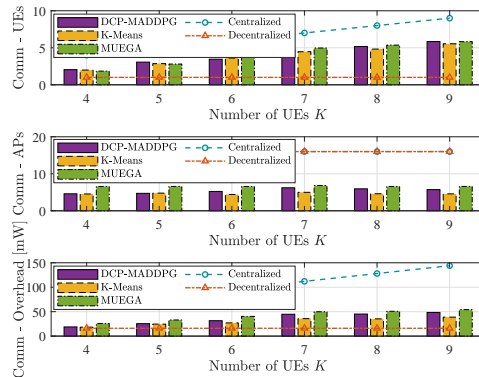 Comm - UEs
10
5
0
DCP-MADDPG
K-Means
MUEGA
Centralized
Decentralized
4 5 6 7 8 9
Number of UEs K
Comm - APs
20
10
0
DCP-MADDPG
K-Means
MUEGA
Centralized
Decentralized
4 5 6 7 8 9
Number of UEs K
Comm - Overhead [mW]
150
100
50
0
DCP-MADDPG
K-Means
MUEGA
Centralized
Decentralized
4 5 6 7 8 9
Number of UEs K